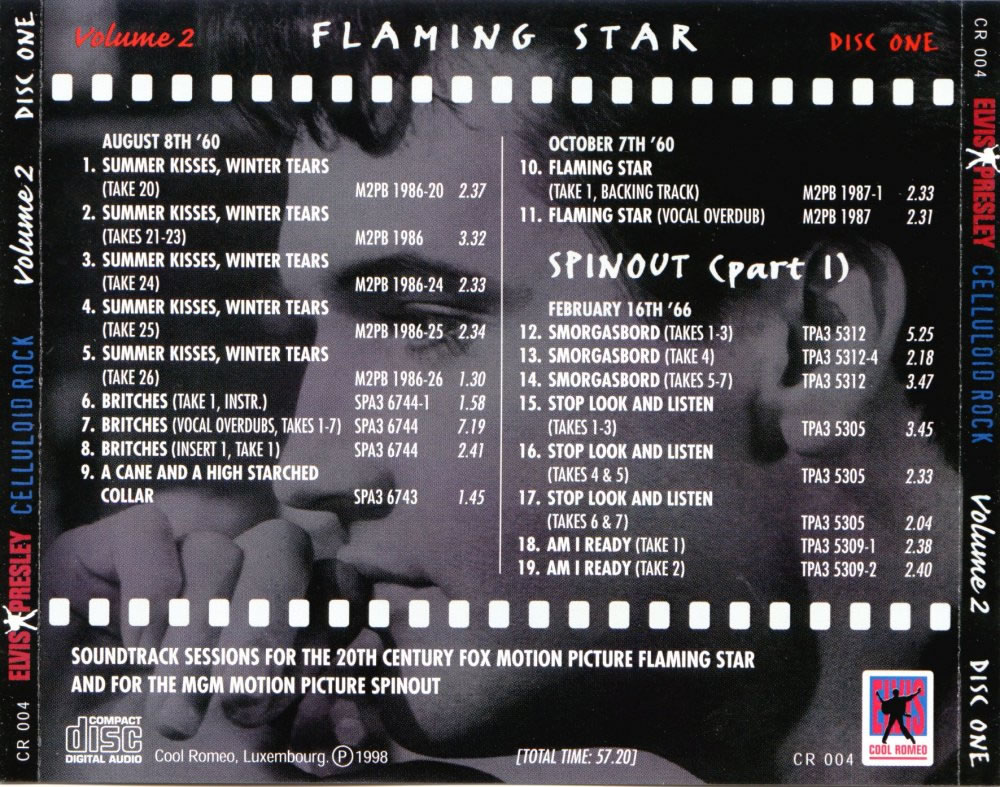 Volume 2 FLAMING STAR DISC ONE
AUGUST 8TH '60
1. SUMMER KISSES, WINTER TEARS
(TAKE 20) M2PB 1986-20 2.37
2. SUMMER KISSES, WINTER TEARS
(TAKES 21-23) M2PB 1986 3.32
3. SUMMER KISSES, WINTER TEARS
(TAKE 24) M2PB 1986-24 2.33
4. SUMMER KISSES, WINTER TEARS
(TAKE 25) M2PB 1986-25 2.34
5. SUMMER KISSES, WINTER TEARS
(TAKE 26) M2PB 1986-26 1.30
6. BRITCHES (TAKE 1, INSTR.) SPA3 6744-1 1.58
7. BRITCHES (VOCAL OVERDUBS, TAKES 1-7) SPA3 6744 7.19
8. BRITCHES (INSERT 1, TAKE 1) SPA3 6744 2.41
9. A CANE AND A HIGH STARCHED
COLLAR SPA3 6743 1.45
OCTOBER 7TH '60
10. FLAMING STAR
(TAKE 1, BACKING TRACK) M2PB 1987-1 2.33
11. FLAMING STAR (VOCAL OVERDUB) M2PB 1987 2.31
SPINOUT (part 1)
FEBRUARY 16TH '66
12. SMORGASBORD (TAKES 1-3) TPA3 5312 5.25
13. SMORGASBORD (TAKE 4) TPA3 5312-4 2.18
14. SMORGASBORD (TAKES 5-7) TPA3 5312 3.47
15. STOP LOOK AND LISTEN
(TAKES 1-3) TPA3 5305 3.45
16. STOP LOOK AND LISTEN
(TAKES 4 & 5) TPA3 5305 2.33
17. STOP LOOK AND LISTEN
(TAKES 6 & 7) TPA3 5305 2.04
18. AM I READY (TAKE 1) TPA3 5309-1 2.38
19. AM I READY (TAKE 2) TPA3 5309-2 2.40
SOUNDTRACK SESSIONS FOR THE 20TH CENTURY FOX MOTION PICTURE FLAMING STAR
AND FOR THE MGM MOTION PICTURE SPINOUT
COMPACT
disc
DIGITAL AUDIO
Cool Romeo, Luxembourg. Ⓟ 1998 [TOTAL TIME: 57.20] CR 004
ELVIS
COOL ROMEO
CR 004 ELVIS PRESLEY CELLULOID ROCK Volume 2 DISC ONE
CR 004 ELVIS PRESLEY CELLULOID ROCK Volume 2 DISC ONE